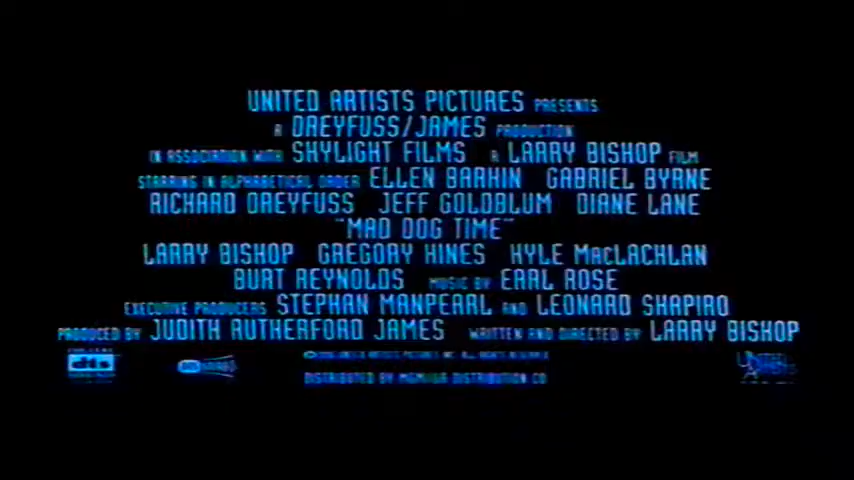 UNITED ARTISTS PICTURES PRESENTS
A DREYFUSS/JAMES PRODUCTION
IN ASSOCIATION WITH SKYLIGHT FILMS A LARRY BISHOP FILM
STARRING IN ALPHABETICAL ORDER ELLEN BARKIN GABRIEL BYRNE
RICHARD DREYFUSS JEFF GOLDBLUM DIANE LANE
"MAD DOG TIME"
LARRY BISHOP GREGORY HINES KYLE MacLACHLAN
BURT REYNOLDS MUSIC BY EARL ROSE
EXECUTIVE PRODUCERS STEPHAN MANPEARL AND LEONARD SHAPIRO
PRODUCED BY JUDITH RUTHERFORD JAMES WRITTEN AND DIRECTED BY LARRY BISHOP
dts
DISTRIBUTED BY MGM/UA DISTRIBUTION CO
UNITED ARTISTS